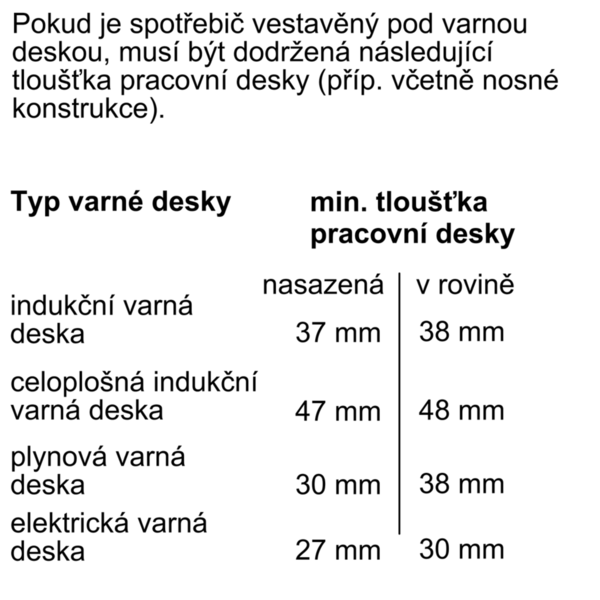 Pokud je spotřebič vestavěný pod varnou
deskou, musí být dodržená následující
tloušťka pracovní desky (příp. včetně nosné
konstrukce).
Typ varné desky
min. tloušťka
pracovní desky
nasazená v rovině
indukční varná
deska 37 mm 38 mm
celoplošná indukční
varná deska 47 mm 48 mm
plynová varná
deska 30 mm 38 mm
elektrická varná
deska 27 mm 30 mm